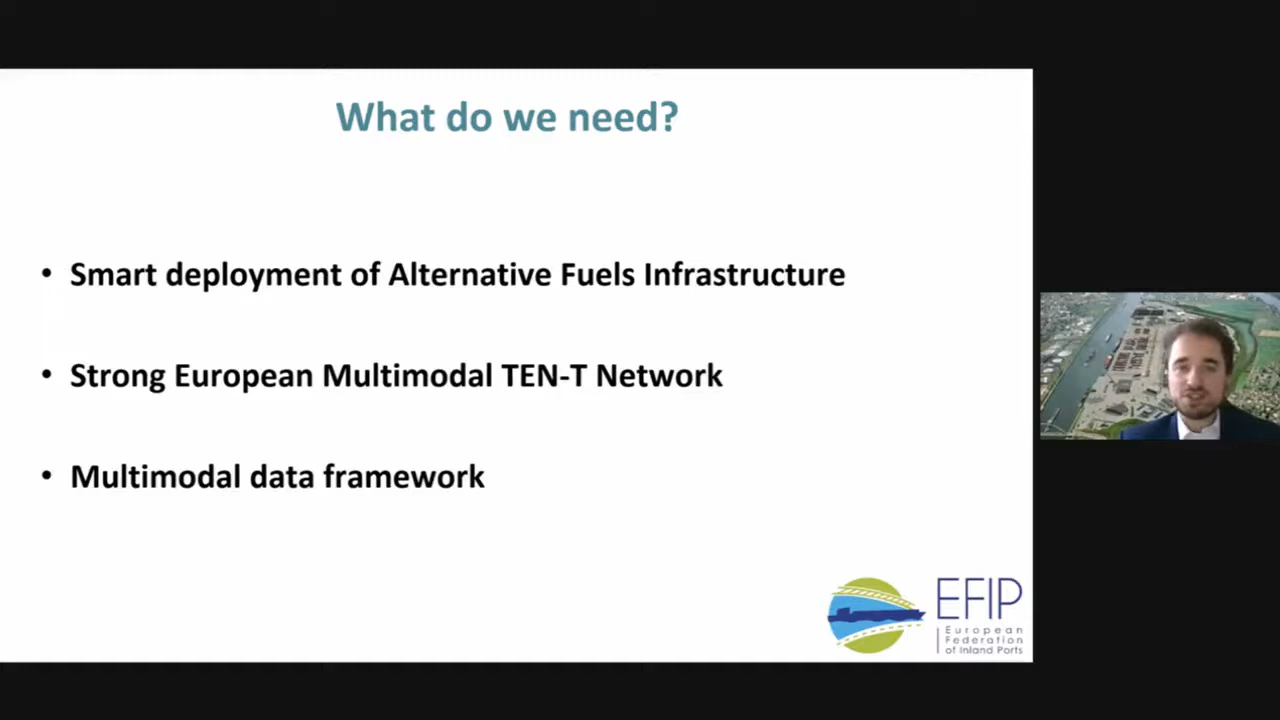 What do we need?
• Smart deployment of Alternative Fuels Infrastructure
• Strong European Multimodal TEN-T Network
• Multimodal data framework
EFIP
European
Federation
of Inland Ports